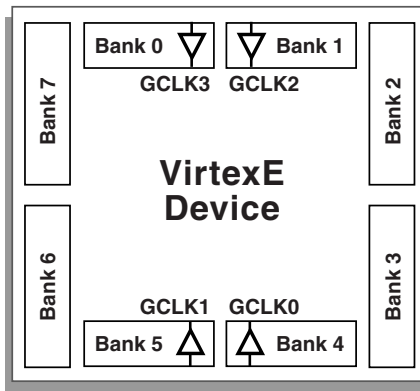 Bank 0
Bank 1
GCLK3
GCLK2
Bank 7
Bank 2
VirtexE
Device
Bank 6
Bank 3
GCLK1
GCLK0
Bank 5
Bank 4